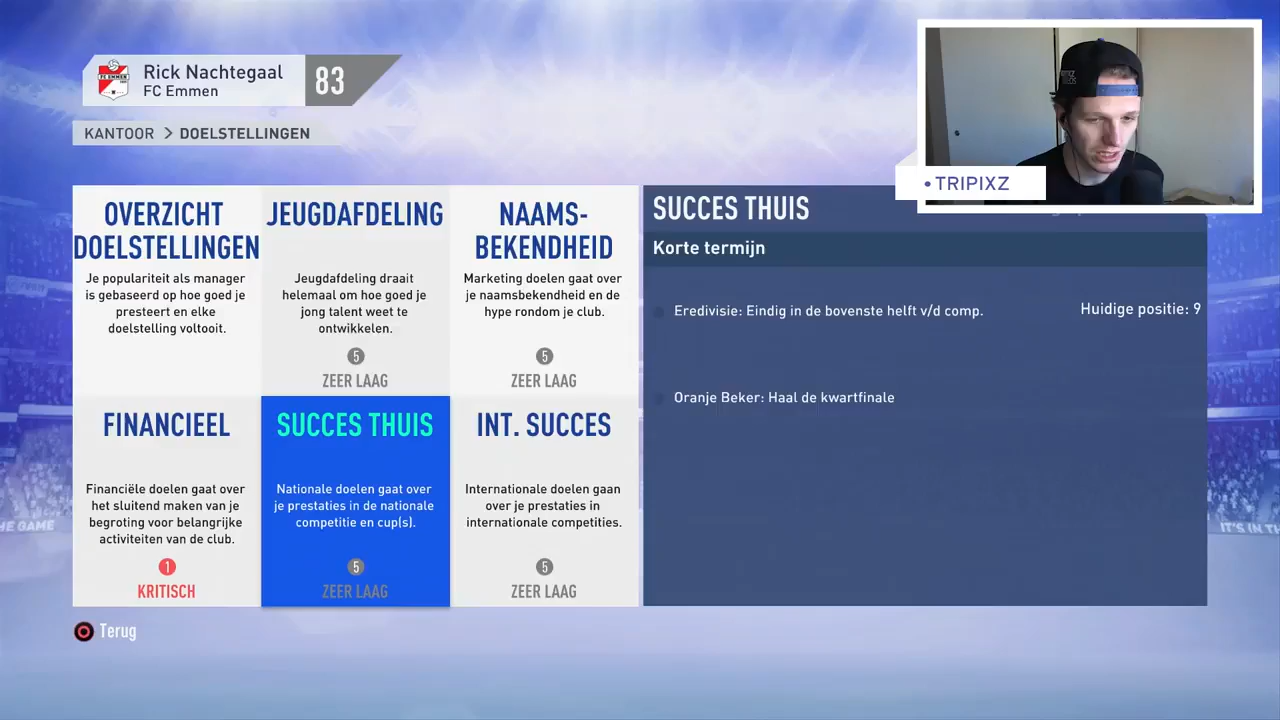 Rick Nachtegaal
FC Emmen
83
KANTOOR > DOELSTELLINGEN
• TRIPIXZ
OVERZICHT
DOELSTELLINGEN
Je populariteit als manager
is gebaseerd op hoe goed je
presteert en elke
doelstelling voltooit.
JEUGDAFDELING
Jeugdafdeling draait
helemaal om hoe goed je
jong talent weet te
ontwikkelen.
5
ZEER LAAG
NAAMS-
BEKENDHEID
Marketing doelen gaat over
je naamsbekendheid en de
hype rondom je club.
5
ZEER LAAG
FINANCIEEL
Financiële doelen gaat over
het sluitend maken van je
begroting voor belangrijke
activiteiten van de club.
1
KRITISCH
SUCCES THUIS
Nationale doelen gaat over
je prestaties in de nationale
competitie en cup(s).
5
ZEER LAAG
INT. SUCCES
Internationale doelen gaan
over je prestaties in
internationale competities.
5
ZEER LAAG
SUCCES THUIS
Korte termijn
Eredivisie: Eindig in de bovenste helft v/d comp.
Huidige positie: 9
Oranje Beker: Haal de kwartfinale
Terug